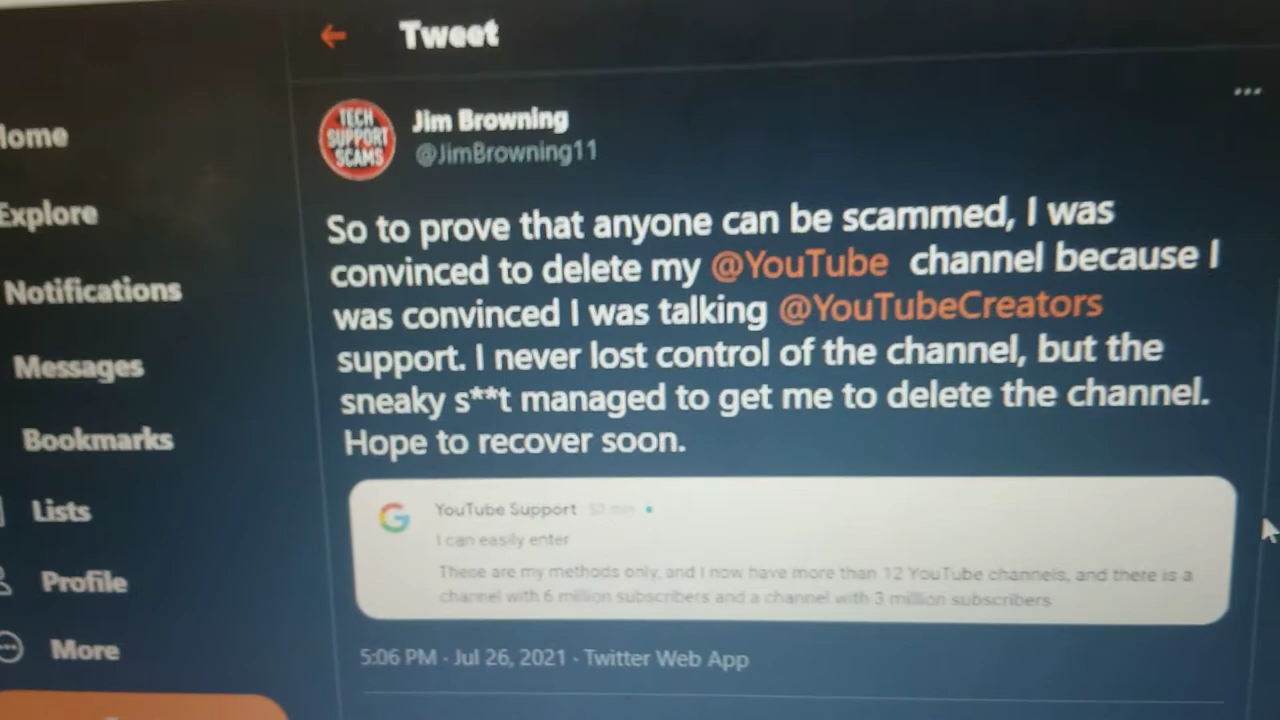 Tweet
TECH
SUPPORT
SCAMS
Jim Browning
@JimBrowning11
So to prove that anyone can be scammed, I was
convinced to delete my @YouTube channel because I
was convinced I was talking @YouTubeCreators
support. I never lost control of the channel, but the
sneaky s**t managed to get me to delete the channel.
Hope to recover soon.
G YouTube Support
I can easily enter
These are my methods only, and I now have more than 12 YouTube channels, and there is a
channel with 6 million subscribers and a channel with 3 million subscribers
5:06 PM · Jul 26, 2021 · Twitter Web App
Home
Explore
Notifications
Messages
Bookmarks
Lists
Profile
More